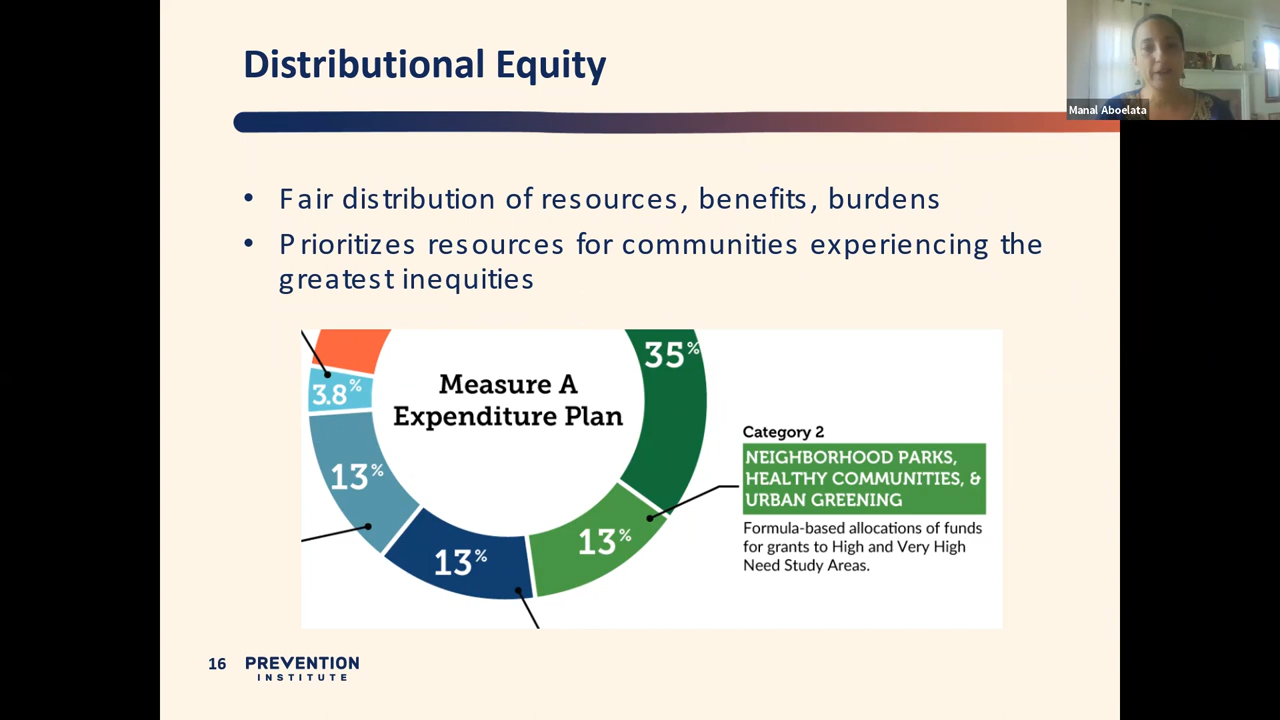 Distributional Equity
Manal Aboelata
• Fair distribution of resources, benefits, burdens
• Prioritizes resources for communities experiencing the
greatest inequities
35%
3.8%
Measure A
Expenditure Plan
Category 2
NEIGHBORHOOD PARKS,
HEALTHY COMMUNITIES, &
URBAN GREENING
13%
Formula-based allocations of funds
for grants to High and Very High
Need Study Areas.
13%
13%
16 PREVENTION
INSTITUTE